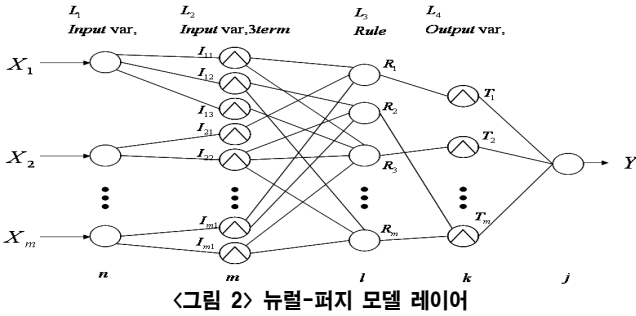 L1 L2 L3 L4
Input var, Input var,3term Rule Output var,
I11
X1 I12 R1
T1
I13 R2
I21
X2 I22 R3 T2 Y
Im1 Tm
Xm Im1 Rm
n m l k j
<그림 2> 뉴럴-퍼지 모델 레이어